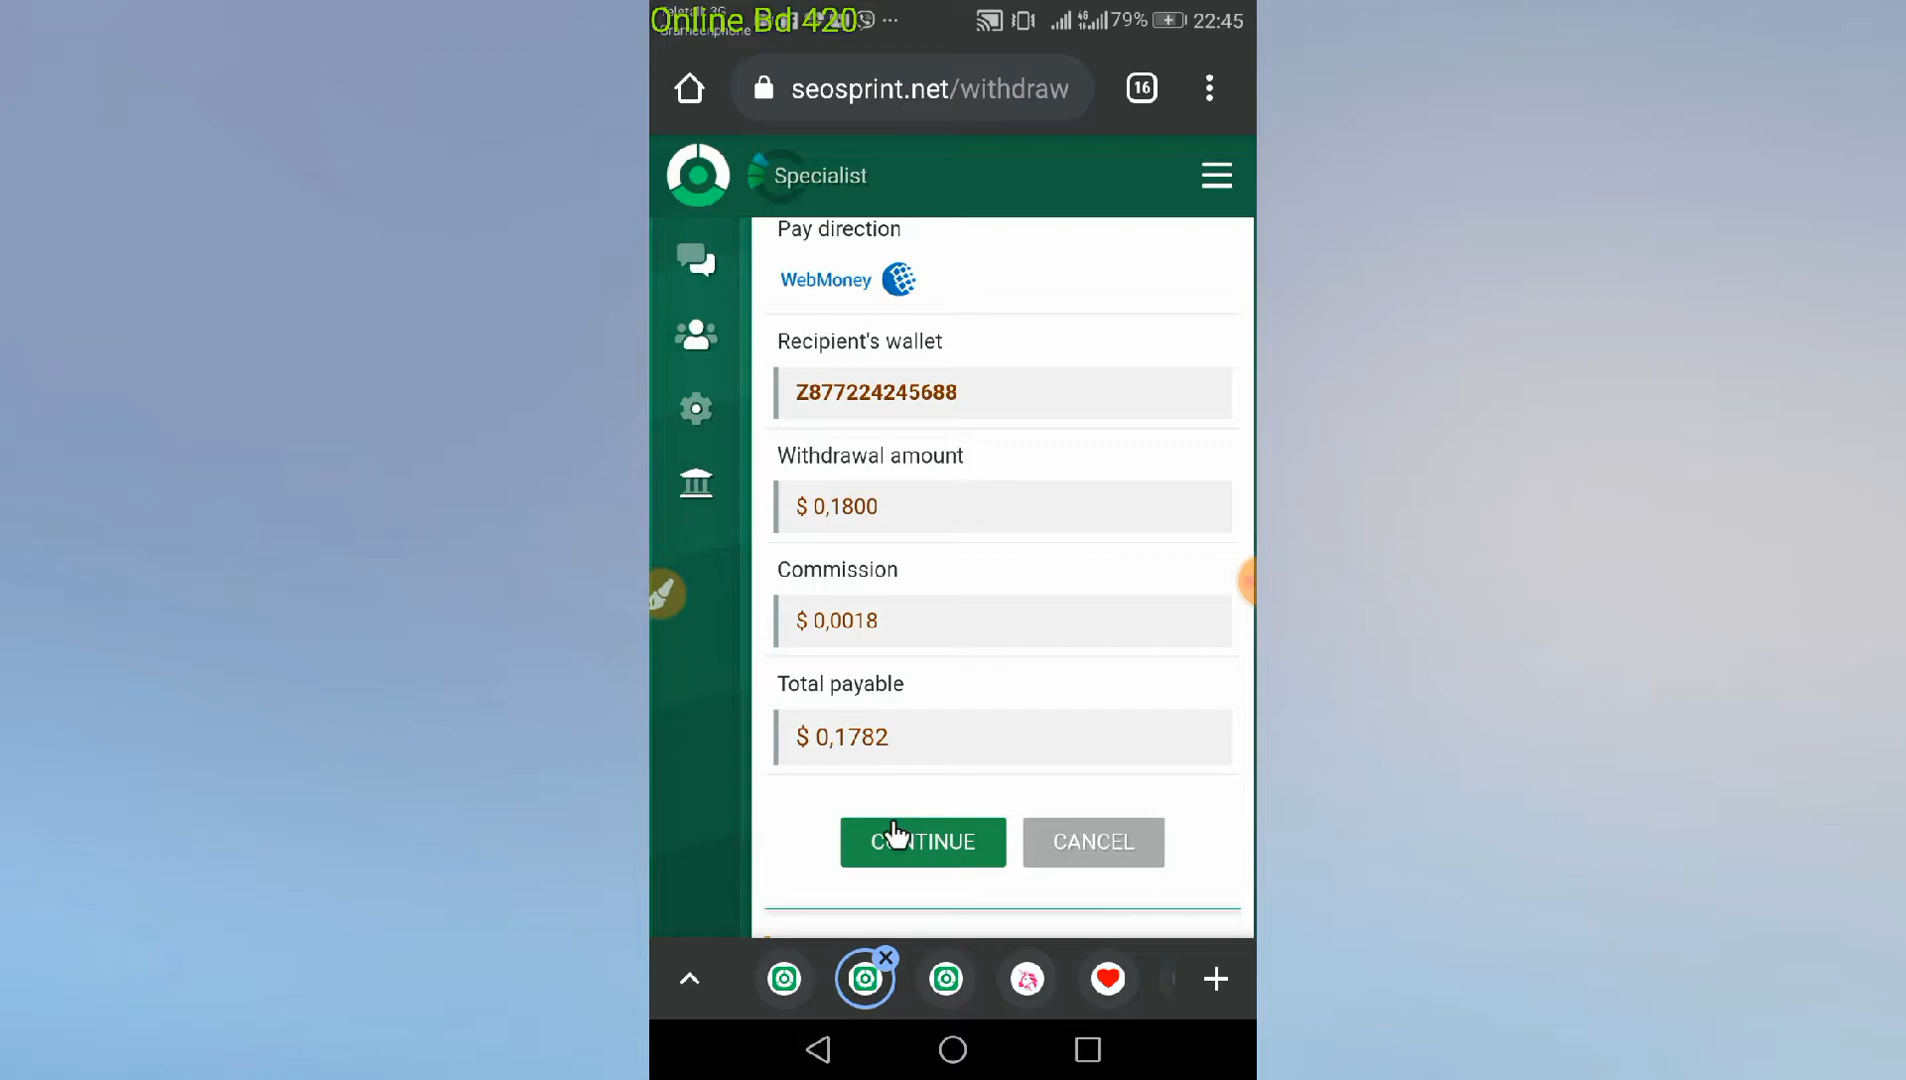 Online Bd 420
79% 22:45
seosprint.net/withdraw
16
Specialist
Pay direction
WebMoney
Recipient's wallet
Z877224245688
Withdrawal amount
$ 0,1800
Commission
$ 0,0018
Total payable
$ 0,1782
CONTINUE CANCEL